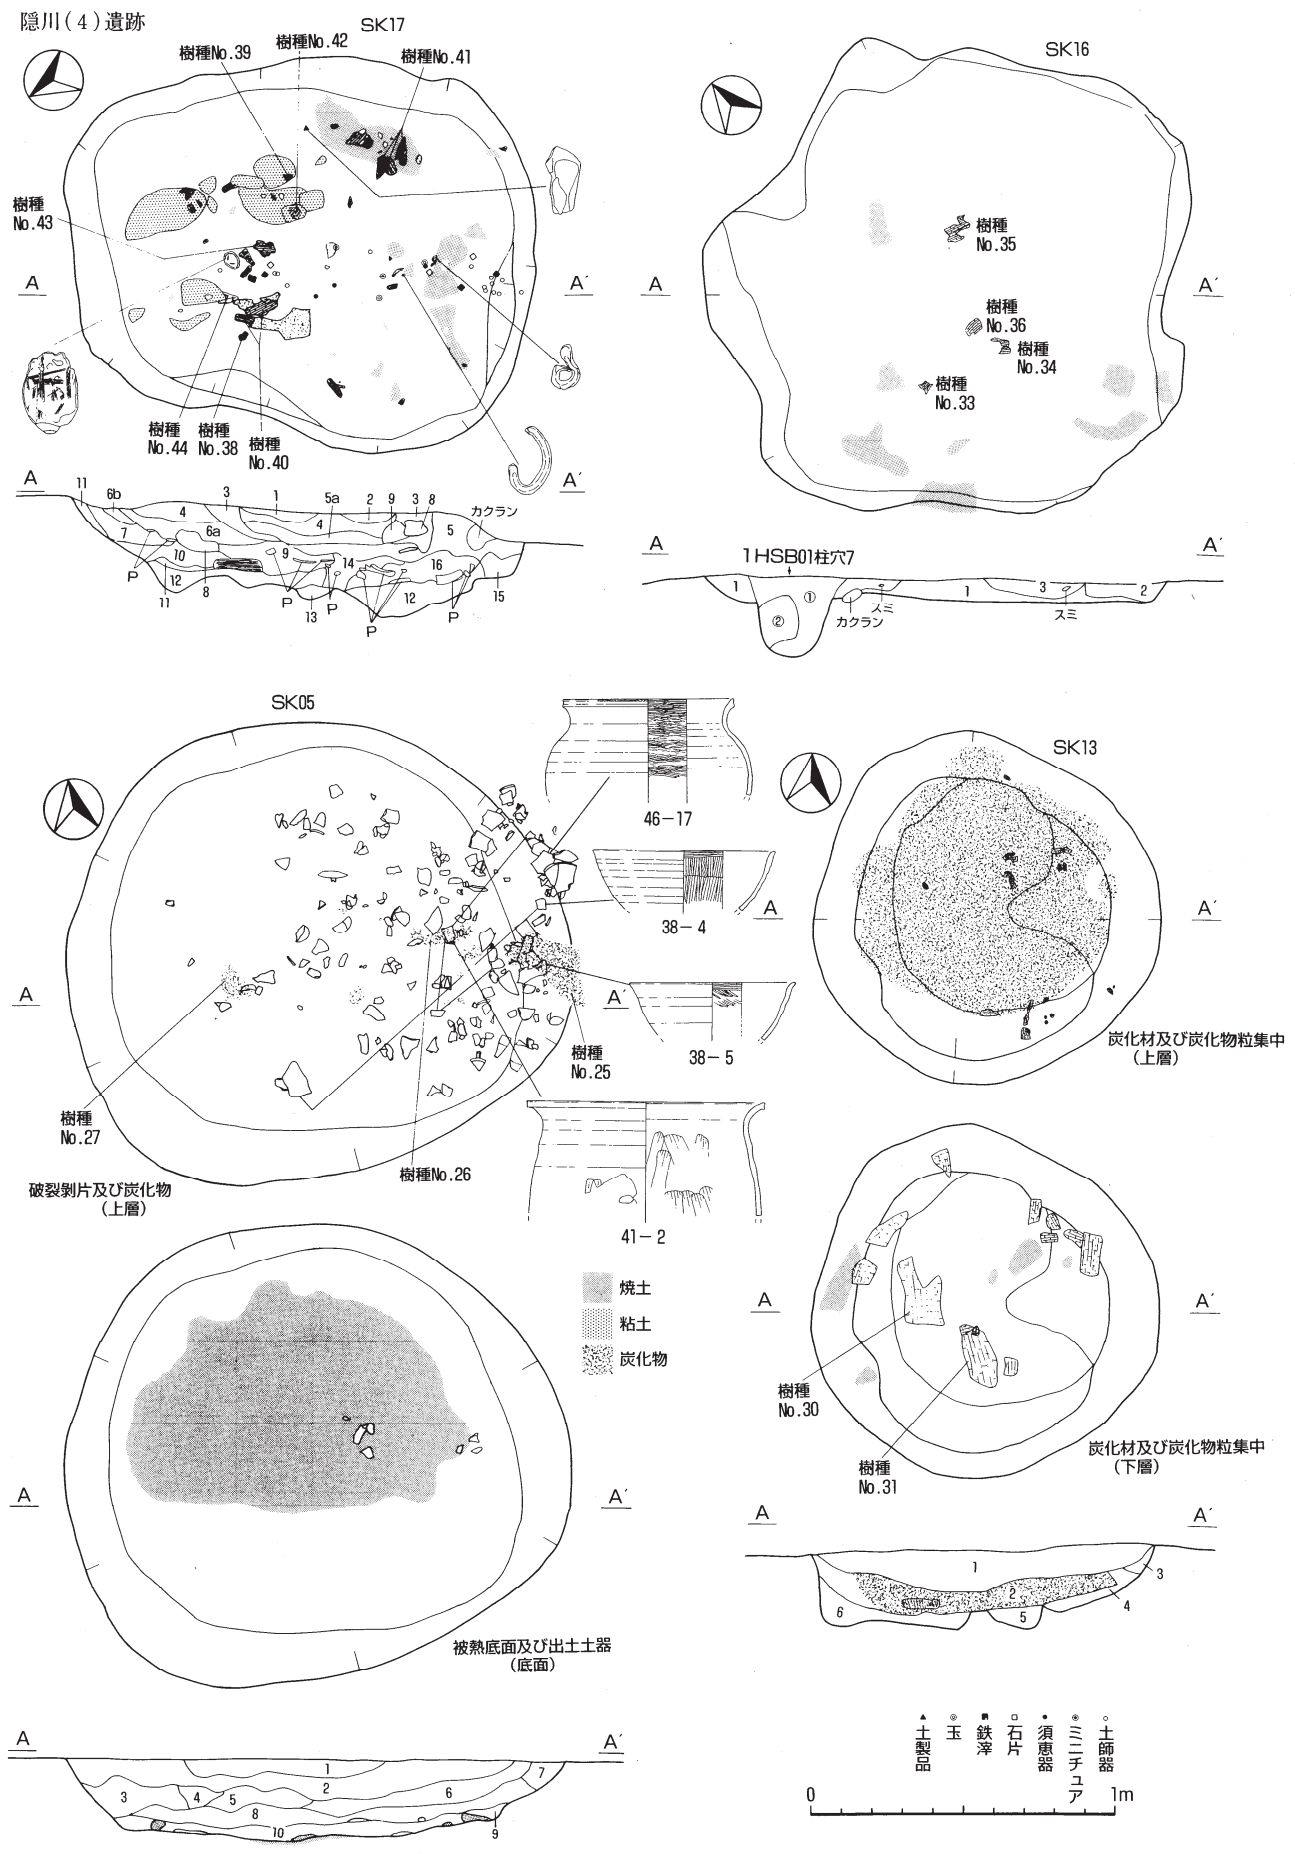 隠川(4)遺跡
SK17
樹種No.39
樹種No.42
樹種No.41
樹種
No.43
A
A´
樹種
No.44
樹種
No.38
樹種
No.40
A
A´
11
6b
4
3
1
5a
2
9
3
8
カクラン
7
6a
4
5
10
9
14
16
P
12
11
8
P
13
P
P
12
P
15
SK16
樹種
No.35
A
A´
樹種
No.36
樹種
No.34
樹種
No.33
A
A´
1HSB01柱穴7
1
①
②
カクラン
スミ
1
3
スミ
2
SK05
46-17
38-4
A
A´
38-5
樹種
No.25
樹種
No.27
樹種No.26
破裂剝片及び炭化物
(上層)
41-2
焼土
粘土
炭化物
A
A´
被熱底面及び出土土器
(底面)
A
A´
1
2
3
4
5
6
7
8
9
10
SK13
A
A´
炭化材及び炭化物粒集中
(上層)
A
A´
樹種
No.30
樹種
No.31
炭化材及び炭化物粒集中
(下層)
A
A´
1
2
3
4
5
6
土製品
玉
鉄滓
石片
須恵器
ミニチュア
土師器
0
1m